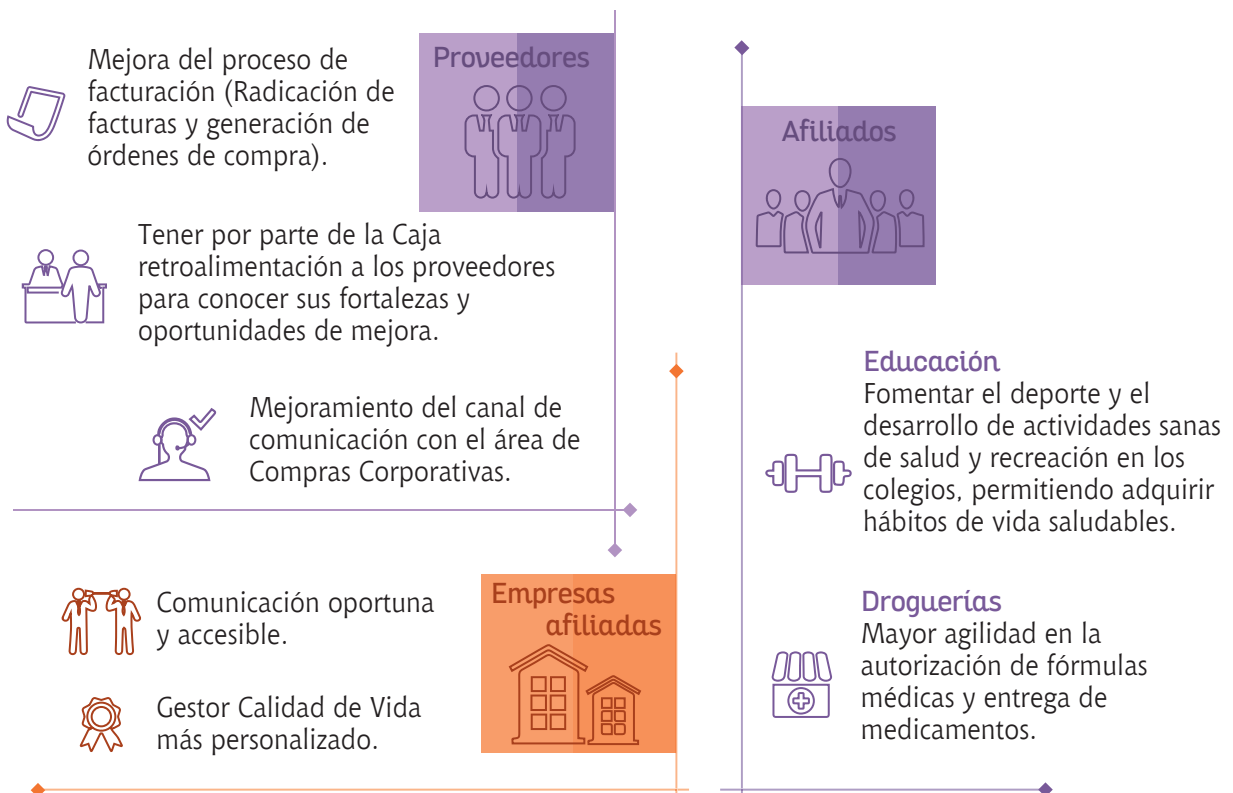 Proveedores
Mejora del proceso de
facturación (Radicación de
facturas y generación de
órdenes de compra).
Tener por parte de la Caja
retroalimentación a los proveedores
para conocer sus fortalezas y
oportunidades de mejora.
Mejoramiento del canal de
comunicación con el área de
Compras Corporativas.
Empresas
afiliadas
Comunicación oportuna
y accesible.
Gestor Calidad de Vida
más personalizado.
Afiliados
Educación
Fomentar el deporte y el
desarrollo de actividades sanas
de salud y recreación en los
colegios, permitiendo adquirir
hábitos de vida saludables.
Droguerías
Mayor agilidad en la
autorización de fórmulas
médicas y entrega de
medicamentos.